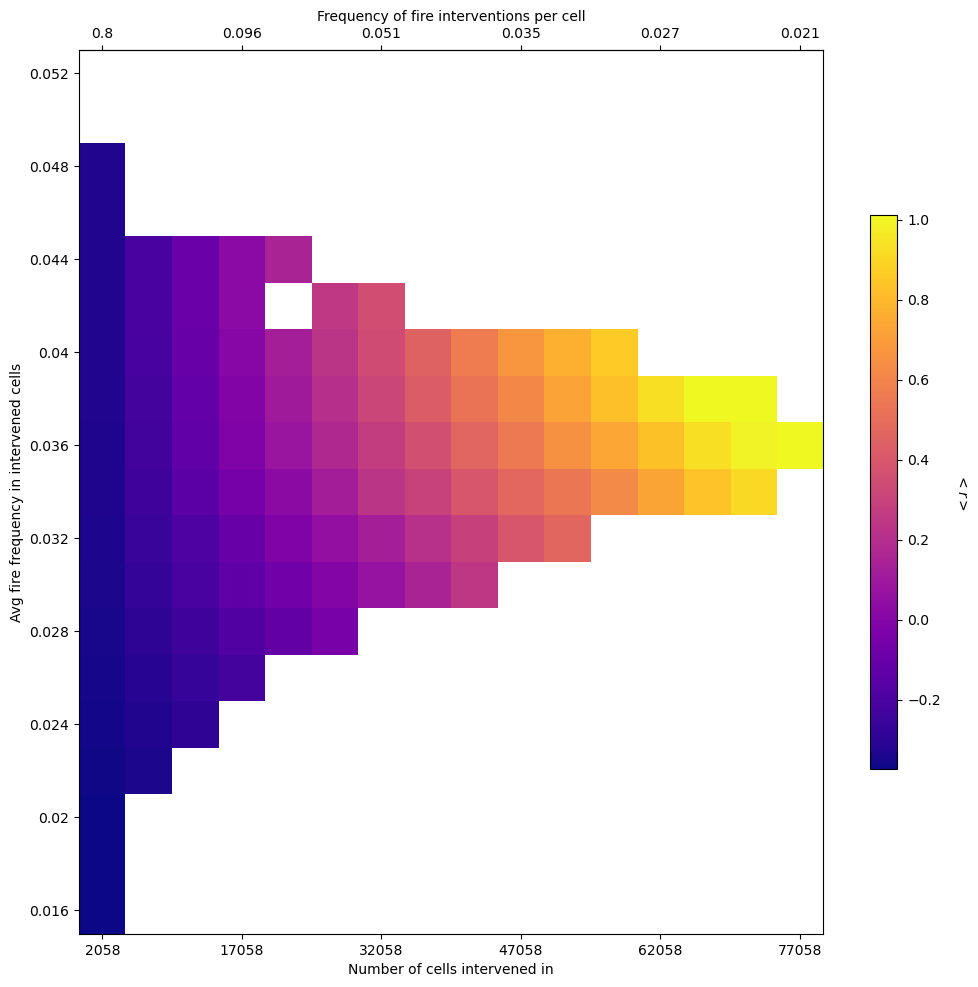 Frequency of fire interventions per cell
0.8 0.096 0.051 0.035 0.027 0.021
0.052
0.048
0.044
0.04
0.036
0.032
0.028
0.024
0.02
0.016
Avg fire frequency in intervened cells
2058 17058 32058 47058 62058 77058
Number of cells intervened in
1.0
0.8
0.6
0.4
0.2
0.0
−0.2
< r >